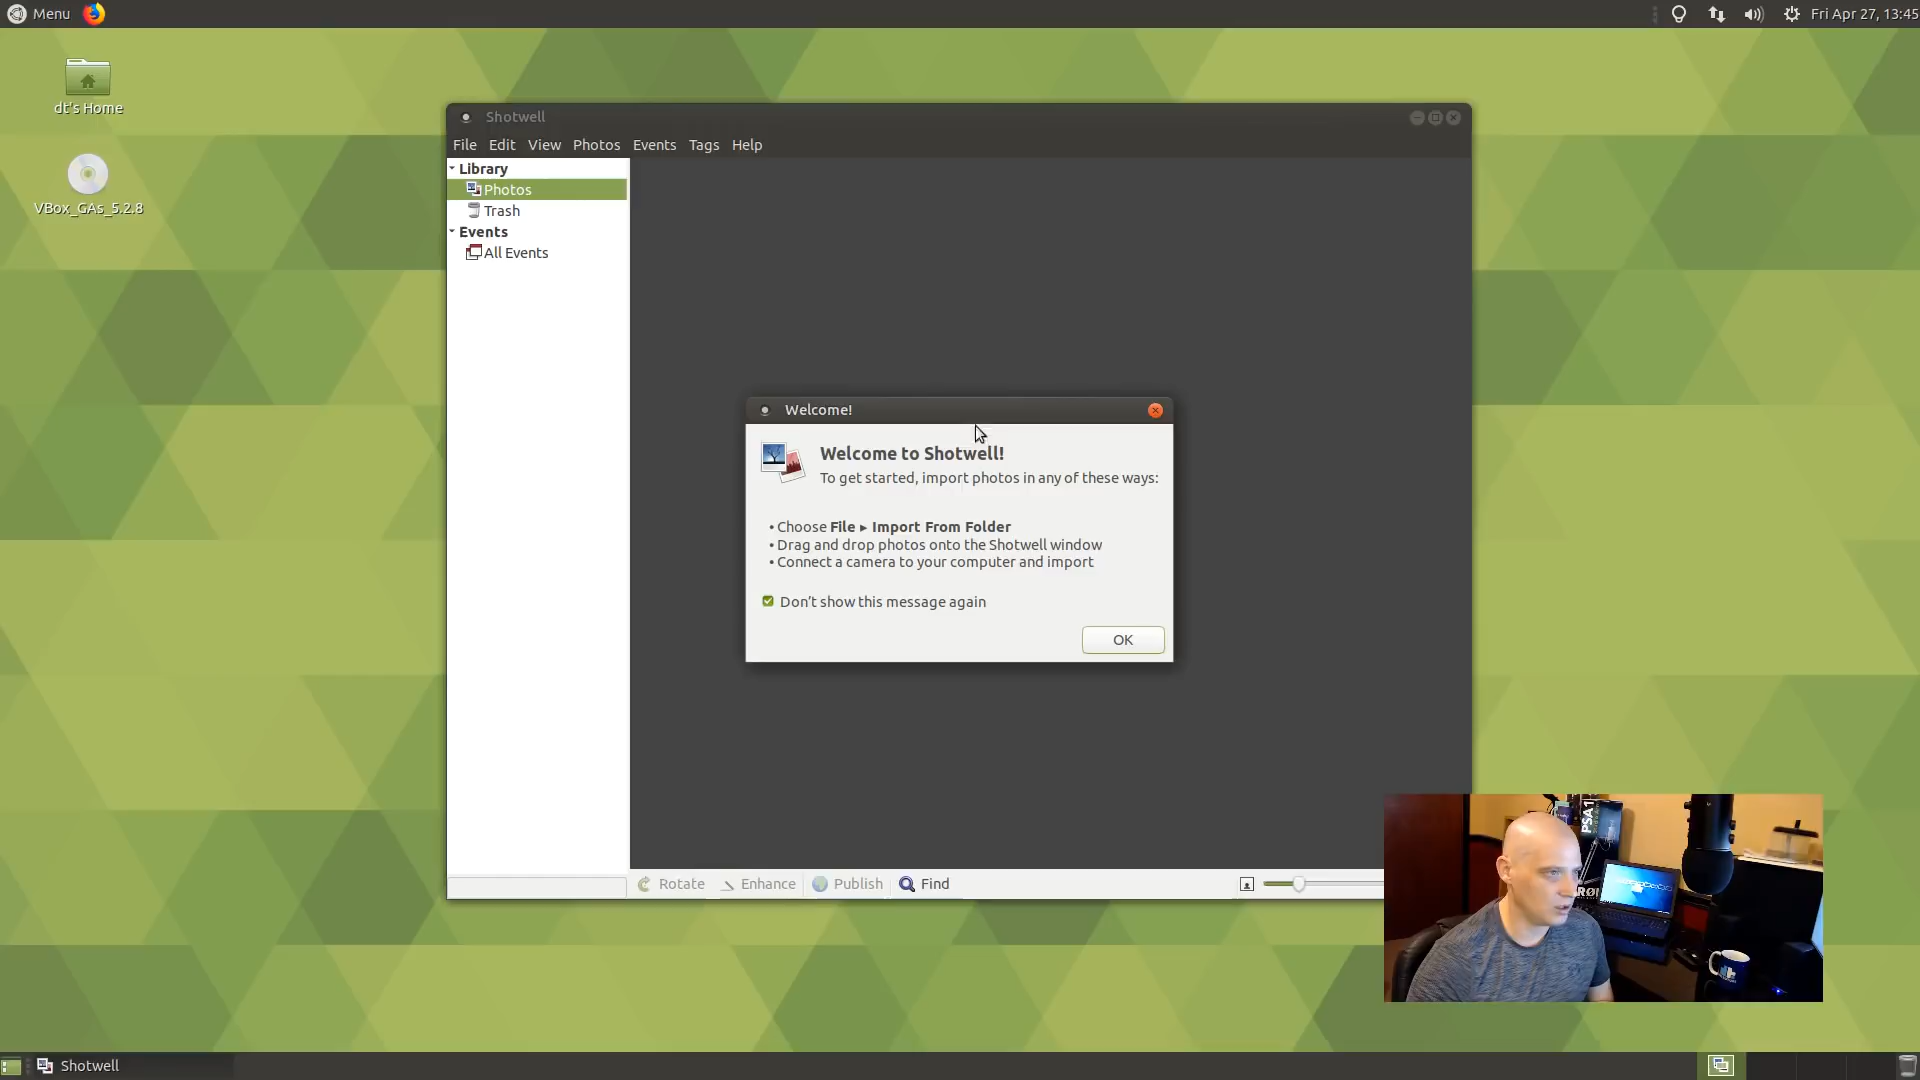 Menu
Fri Apr 27, 13:45
dt's Home
VBox_GAs_5.2.8
Shotwell
File Edit View Photos Events Tags Help
Library
Photos
Trash
Events
All Events
Welcome!
Welcome to Shotwell!
To get started, import photos in any of these ways:
• Choose File ▸ Import From Folder
• Drag and drop photos onto the Shotwell window
• Connect a camera to your computer and import
Don't show this message again
OK
Rotate Enhance Publish Find
PSA1
Shotwell